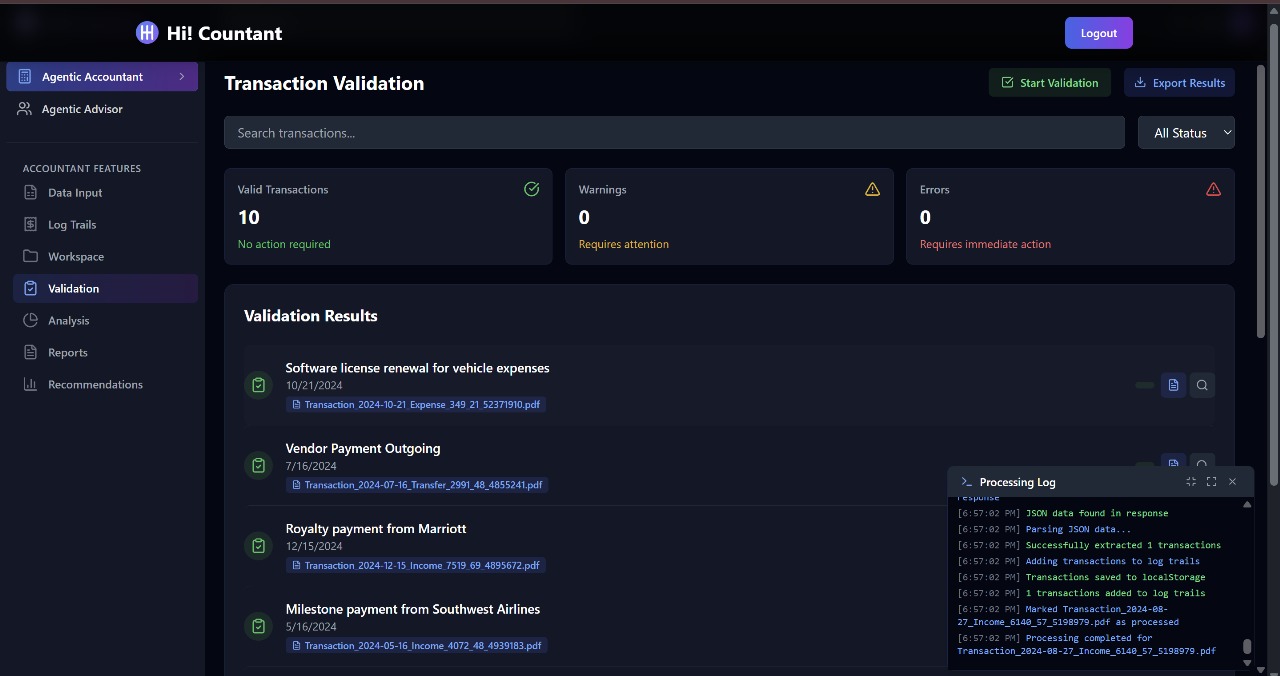 Hi! Countant
Logout
Agentic Accountant
Agentic Advisor
ACCOUNTANT FEATURES
Data Input
Log Trails
Workspace
Validation
Analysis
Reports
Recommendations
Transaction Validation
Start Validation
Export Results
Search transactions...
All Status
Valid Transactions
10
No action required
Warnings
0
Requires attention
Errors
0
Requires immediate action
Validation Results
Software license renewal for vehicle expenses
10/21/2024
Transaction_2024-10-21_Expense_349_21_52371910.pdf
Vendor Payment Outgoing
7/16/2024
Transaction_2024-07-16_Transfer_2991_48_4855241.pdf
Royalty payment from Marriott
12/15/2024
Transaction_2024-12-15_Income_7519_69_4895672.pdf
Milestone payment from Southwest Airlines
5/16/2024
Transaction_2024-05-16_Income_4072_48_4939183.pdf
Processing Log
response
[6:57:02 PM] JSON data found in response
[6:57:02 PM] Parsing JSON data...
[6:57:02 PM] Successfully extracted 1 transactions
[6:57:02 PM] Adding transactions to log trails
[6:57:02 PM] Transactions saved to localStorage
[6:57:02 PM] 1 transactions added to log trails
[6:57:02 PM] Marked Transaction_2024-08-
27_Income_6140_57_5198979.pdf as processed
[6:57:02 PM] Processing completed for
Transaction_2024-08-27_Income_6140_57_5198979.pdf